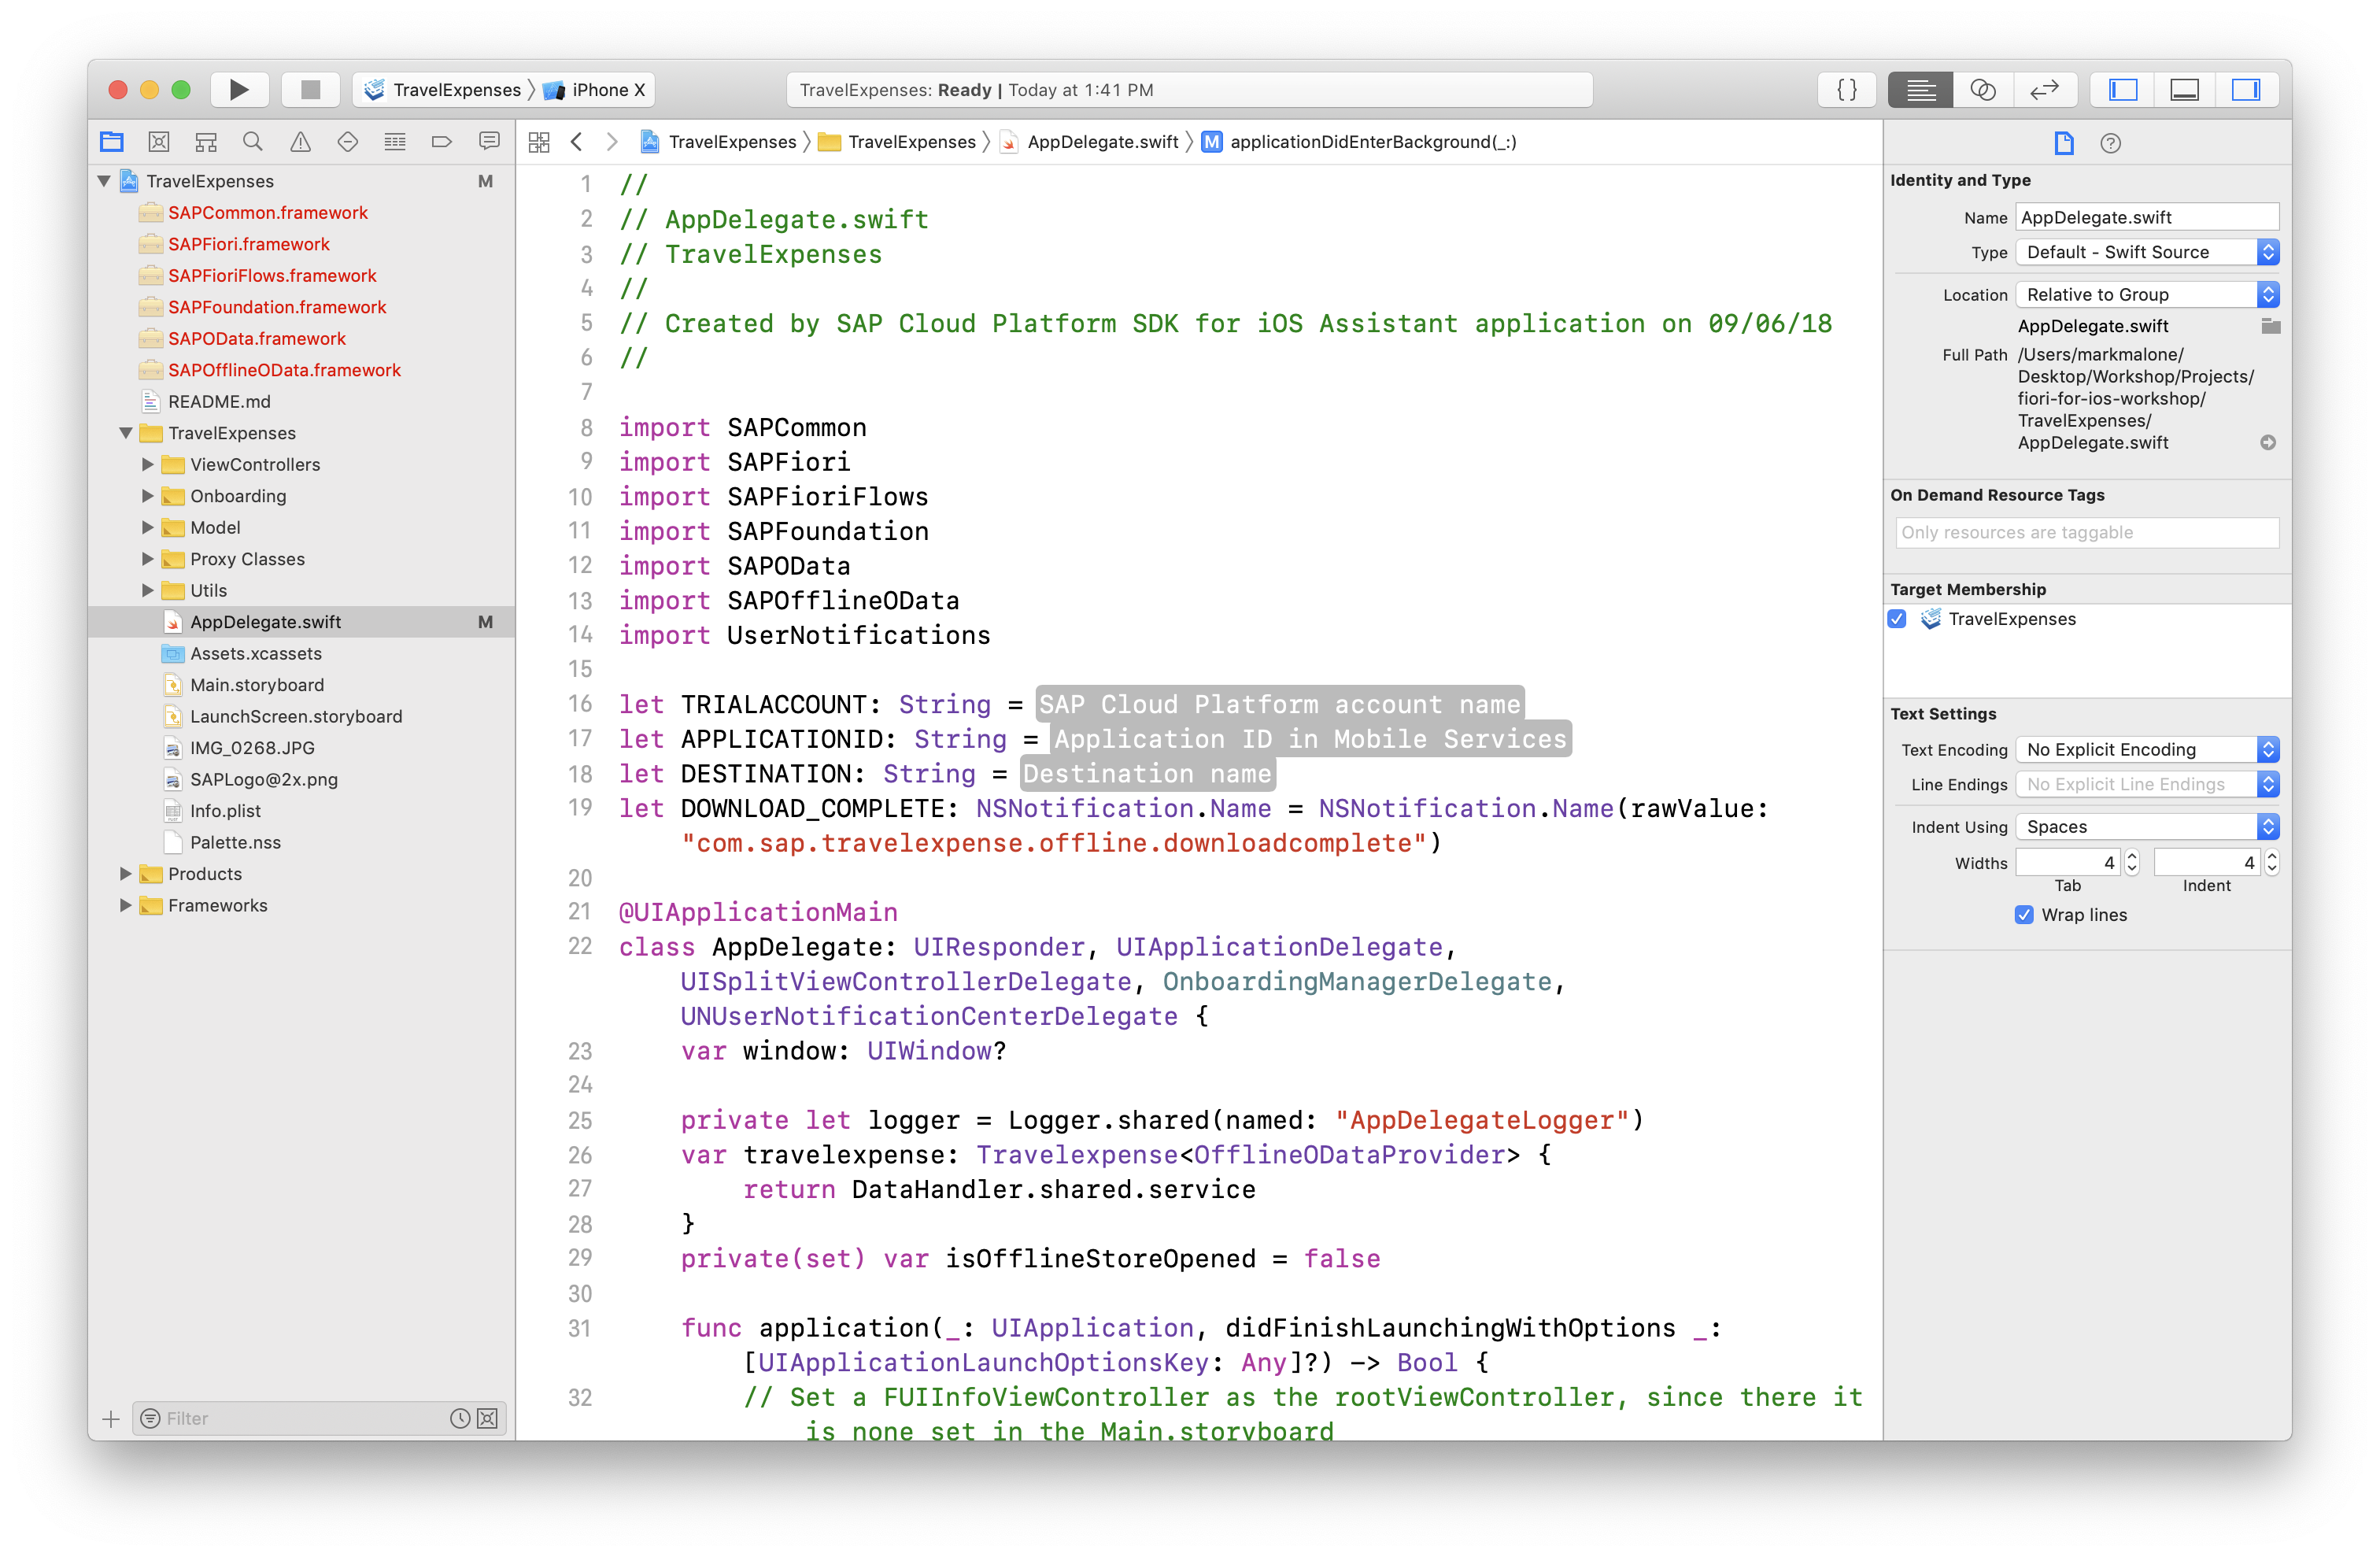 TravelExpenses
iPhone X
TravelExpenses: Ready | Today at 1:41 PM
{}
TravelExpenses M
SAPCommon.framework
SAPFiori.framework
SAPFioriFlows.framework
SAPFoundation.framework
SAPOData.framework
SAPOfflineOData.framework
README.md
TravelExpenses
ViewControllers
Onboarding
Model
Proxy Classes
Utils
AppDelegate.swift M
Assets.xcassets
Main.storyboard
LaunchScreen.storyboard
IMG_0268.JPG
SAPLogo@2x.png
Info.plist
Palette.nss
Products
Frameworks
Filter
TravelExpenses TravelExpenses AppDelegate.swift M applicationDidEnterBackground(_:)
1 //
2 // AppDelegate.swift
3 // TravelExpenses
4 //
5 // Created by SAP Cloud Platform SDK for iOS Assistant application on 09/06/18
6 //
7
8 import SAPCommon
9 import SAPFiori
10 import SAPFioriFlows
11 import SAPFoundation
12 import SAPOData
13 import SAPOfflineOData
14 import UserNotifications
15
16 let TRIALACCOUNT: String = SAP Cloud Platform account name
17 let APPLICATIONID: String = Application ID in Mobile Services
18 let DESTINATION: String = Destination name
19 let DOWNLOAD_COMPLETE: NSNotification.Name = NSNotification.Name(rawValue:
"com.sap.travelexpense.offline.downloadcomplete")
20
21 @UIApplicationMain
22 class AppDelegate: UIResponder, UIApplicationDelegate,
UISplitViewControllerDelegate, OnboardingManagerDelegate,
UNUserNotificationCenterDelegate {
23 var window: UIWindow?
24
25 private let logger = Logger.shared(named: "AppDelegateLogger")
26 var travelexpense: Travelexpense<OfflineODataProvider> {
27 return DataHandler.shared.service
28 }
29 private(set) var isOfflineStoreOpened = false
30
31 func application(_: UIApplication, didFinishLaunchingWithOptions _:
[UIApplicationLaunchOptionsKey: Any]?) -> Bool {
32 // Set a FUIInfoViewController as the rootViewController, since there it
is none set in the Main.storyboard
Identity and Type
Name AppDelegate.swift
Type Default - Swift Source
Location Relative to Group
AppDelegate.swift
Full Path /Users/markmalone/
Desktop/Workshop/Projects/
fiori-for-ios-workshop/
TravelExpenses/
AppDelegate.swift
On Demand Resource Tags
Only resources are taggable
Target Membership
TravelExpenses
Text Settings
Text Encoding No Explicit Encoding
Line Endings No Explicit Line Endings
Indent Using Spaces
Widths 4 4
Tab Indent
Wrap lines